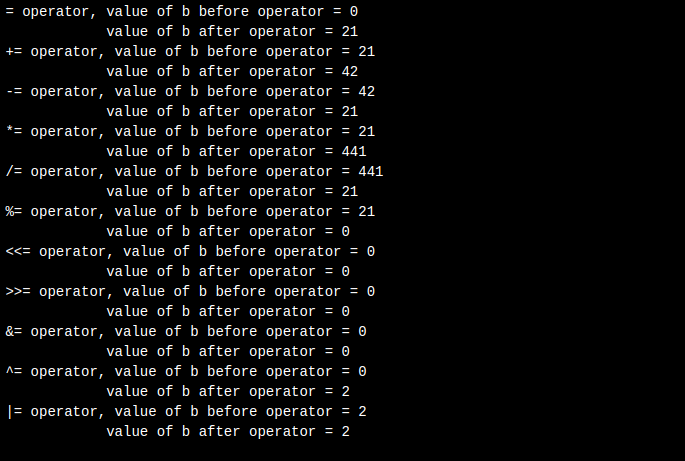 = operator, value of b before operator = 0
            value of b after operator = 21
+= operator, value of b before operator = 21
            value of b after operator = 42
-= operator, value of b before operator = 42
            value of b after operator = 21
*= operator, value of b before operator = 21
            value of b after operator = 441
/= operator, value of b before operator = 441
            value of b after operator = 21
%= operator, value of b before operator = 21
            value of b after operator = 0
<<= operator, value of b before operator = 0
            value of b after operator = 0
>>= operator, value of b before operator = 0
            value of b after operator = 0
&= operator, value of b before operator = 0
            value of b after operator = 0
^= operator, value of b before operator = 0
            value of b after operator = 2
|= operator, value of b before operator = 2
            value of b after operator = 2